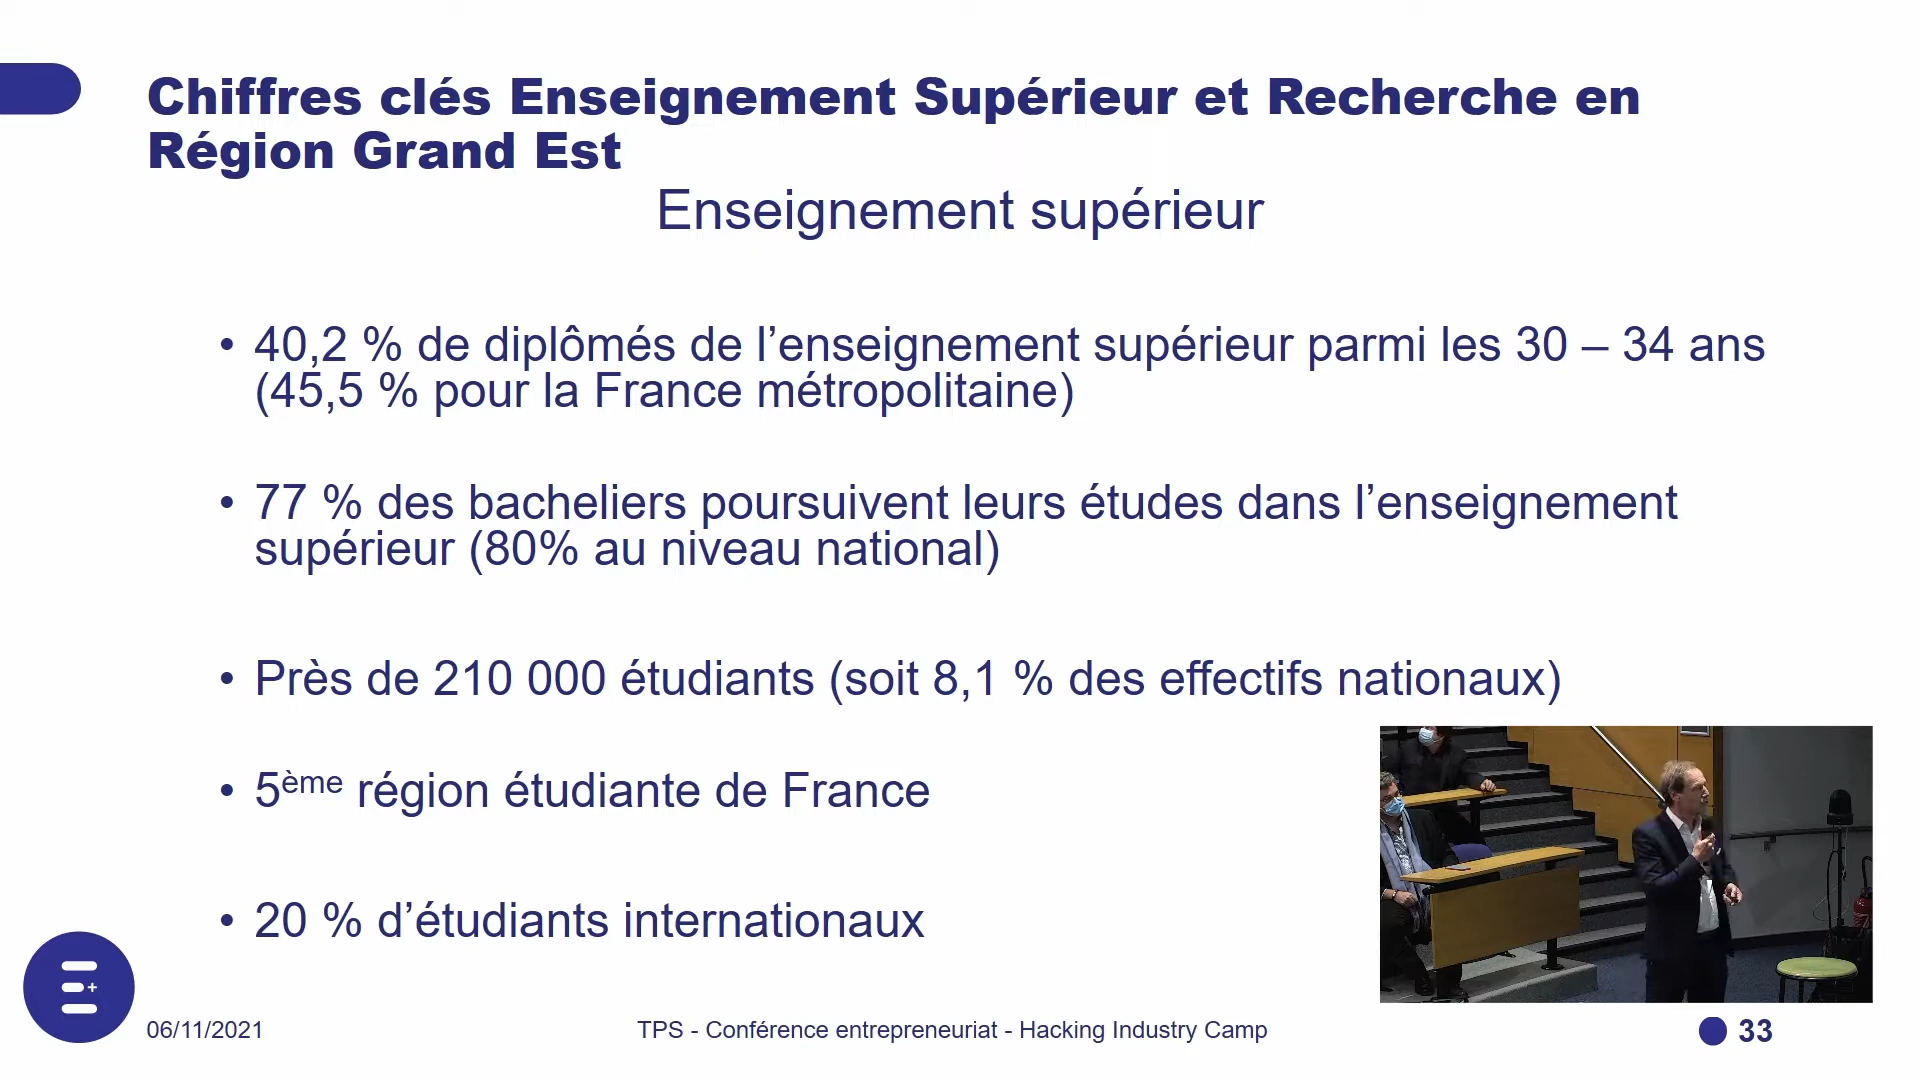 Chiffres clés Enseignement Supérieur et Recherche en
Région Grand Est
Enseignement supérieur
• 40,2 % de diplômés de l’enseignement supérieur parmi les 30 – 34 ans
(45,5 % pour la France métropolitaine)
• 77 % des bacheliers poursuivent leurs études dans l’enseignement
supérieur (80% au niveau national)
• Près de 210 000 étudiants (soit 8,1 % des effectifs nationaux)
• 5ème région étudiante de France
• 20 % d’étudiants internationaux
E+
06/11/2021
TPS - Conférence entrepreneuriat - Hacking Industry Camp
33